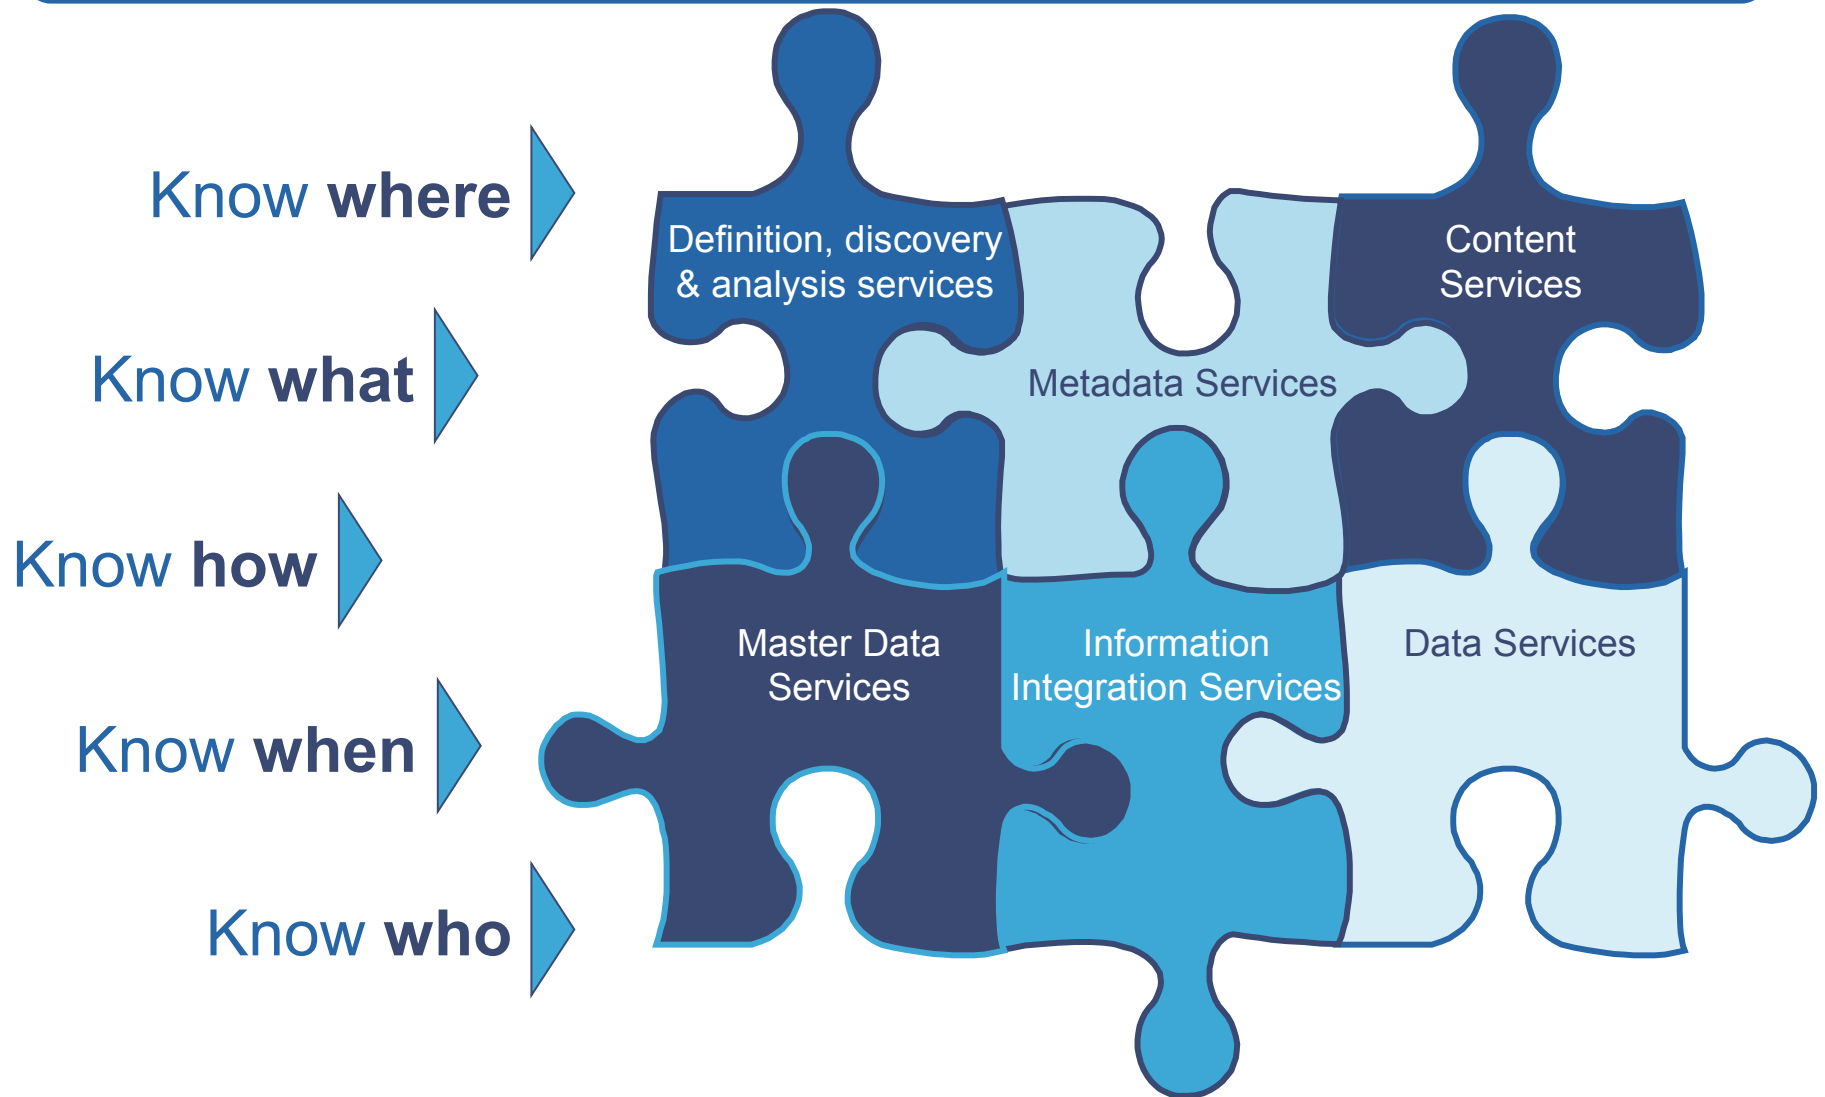 Know where
Know what
Know how
Know when
Know who
Definition, discovery
& analysis services
Metadata Services
Content
Services
Master Data
Services
Information
Integration Services
Data Services